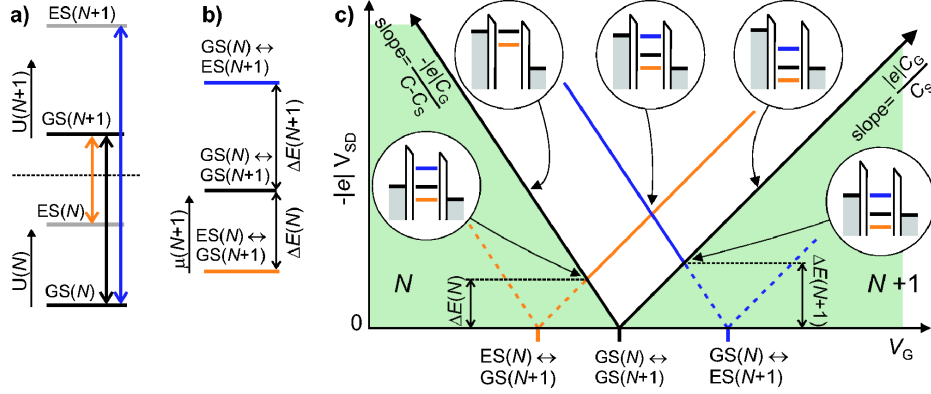 a)
ES(N+1)
U(N+1)
GS(N+1)
ES(N)
U(N)
GS(N)
b)
GS(N) ↔
ES(N+1)
ΔE(N+1)
GS(N) ↔
GS(N+1)
μ(N+1)
ES(N) ↔
GS(N+1)
ΔE(N)
c)
-|e| V_SD
0
slope= -|e|C_G / C-C_S
slope= |e|C_G / C_S
N
N+1
ΔE(N)
ΔE(N+1)
V_G
ES(N) ↔
GS(N+1)
GS(N) ↔
GS(N+1)
GS(N) ↔
ES(N+1)